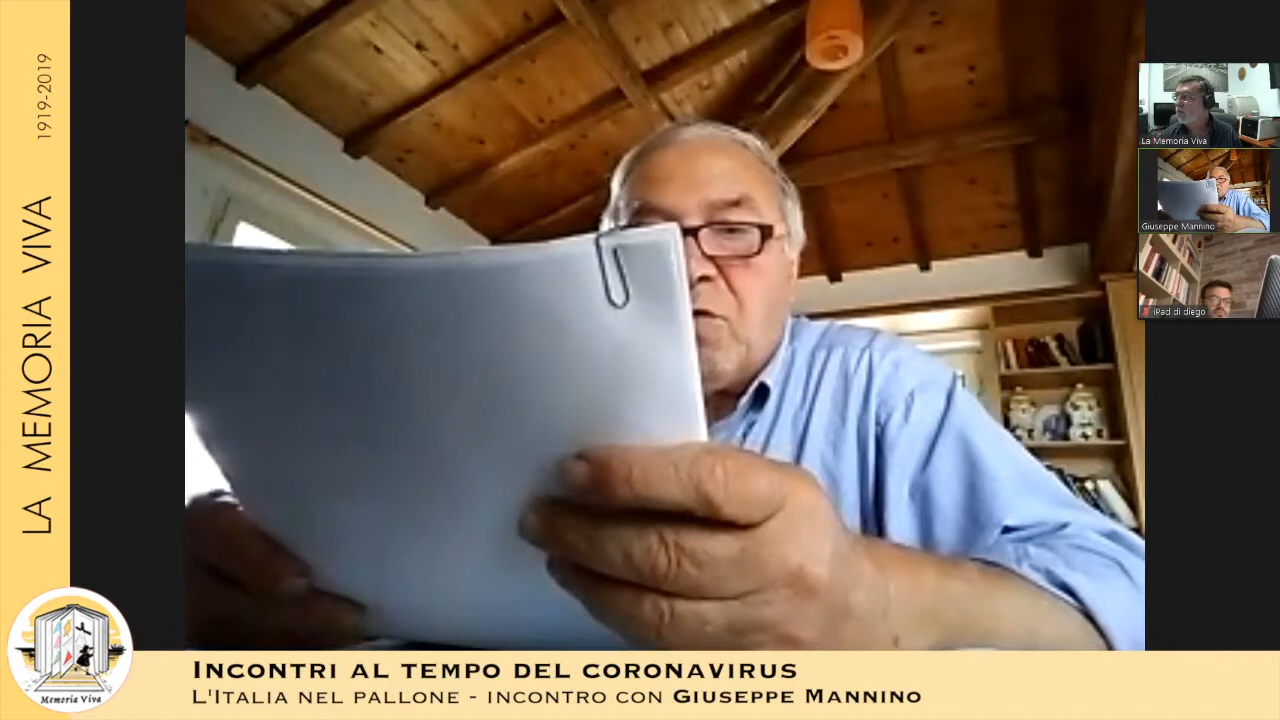 LA MEMORIA VIVA 1919-2019
Memoria Viva
La Memoria Viva
Giuseppe Mannino
iPad di diego
INCONTRI AL TEMPO DEL CORONAVIRUS
L'ITALIA NEL PALLONE - INCONTRO CON GIUSEPPE MANNINO